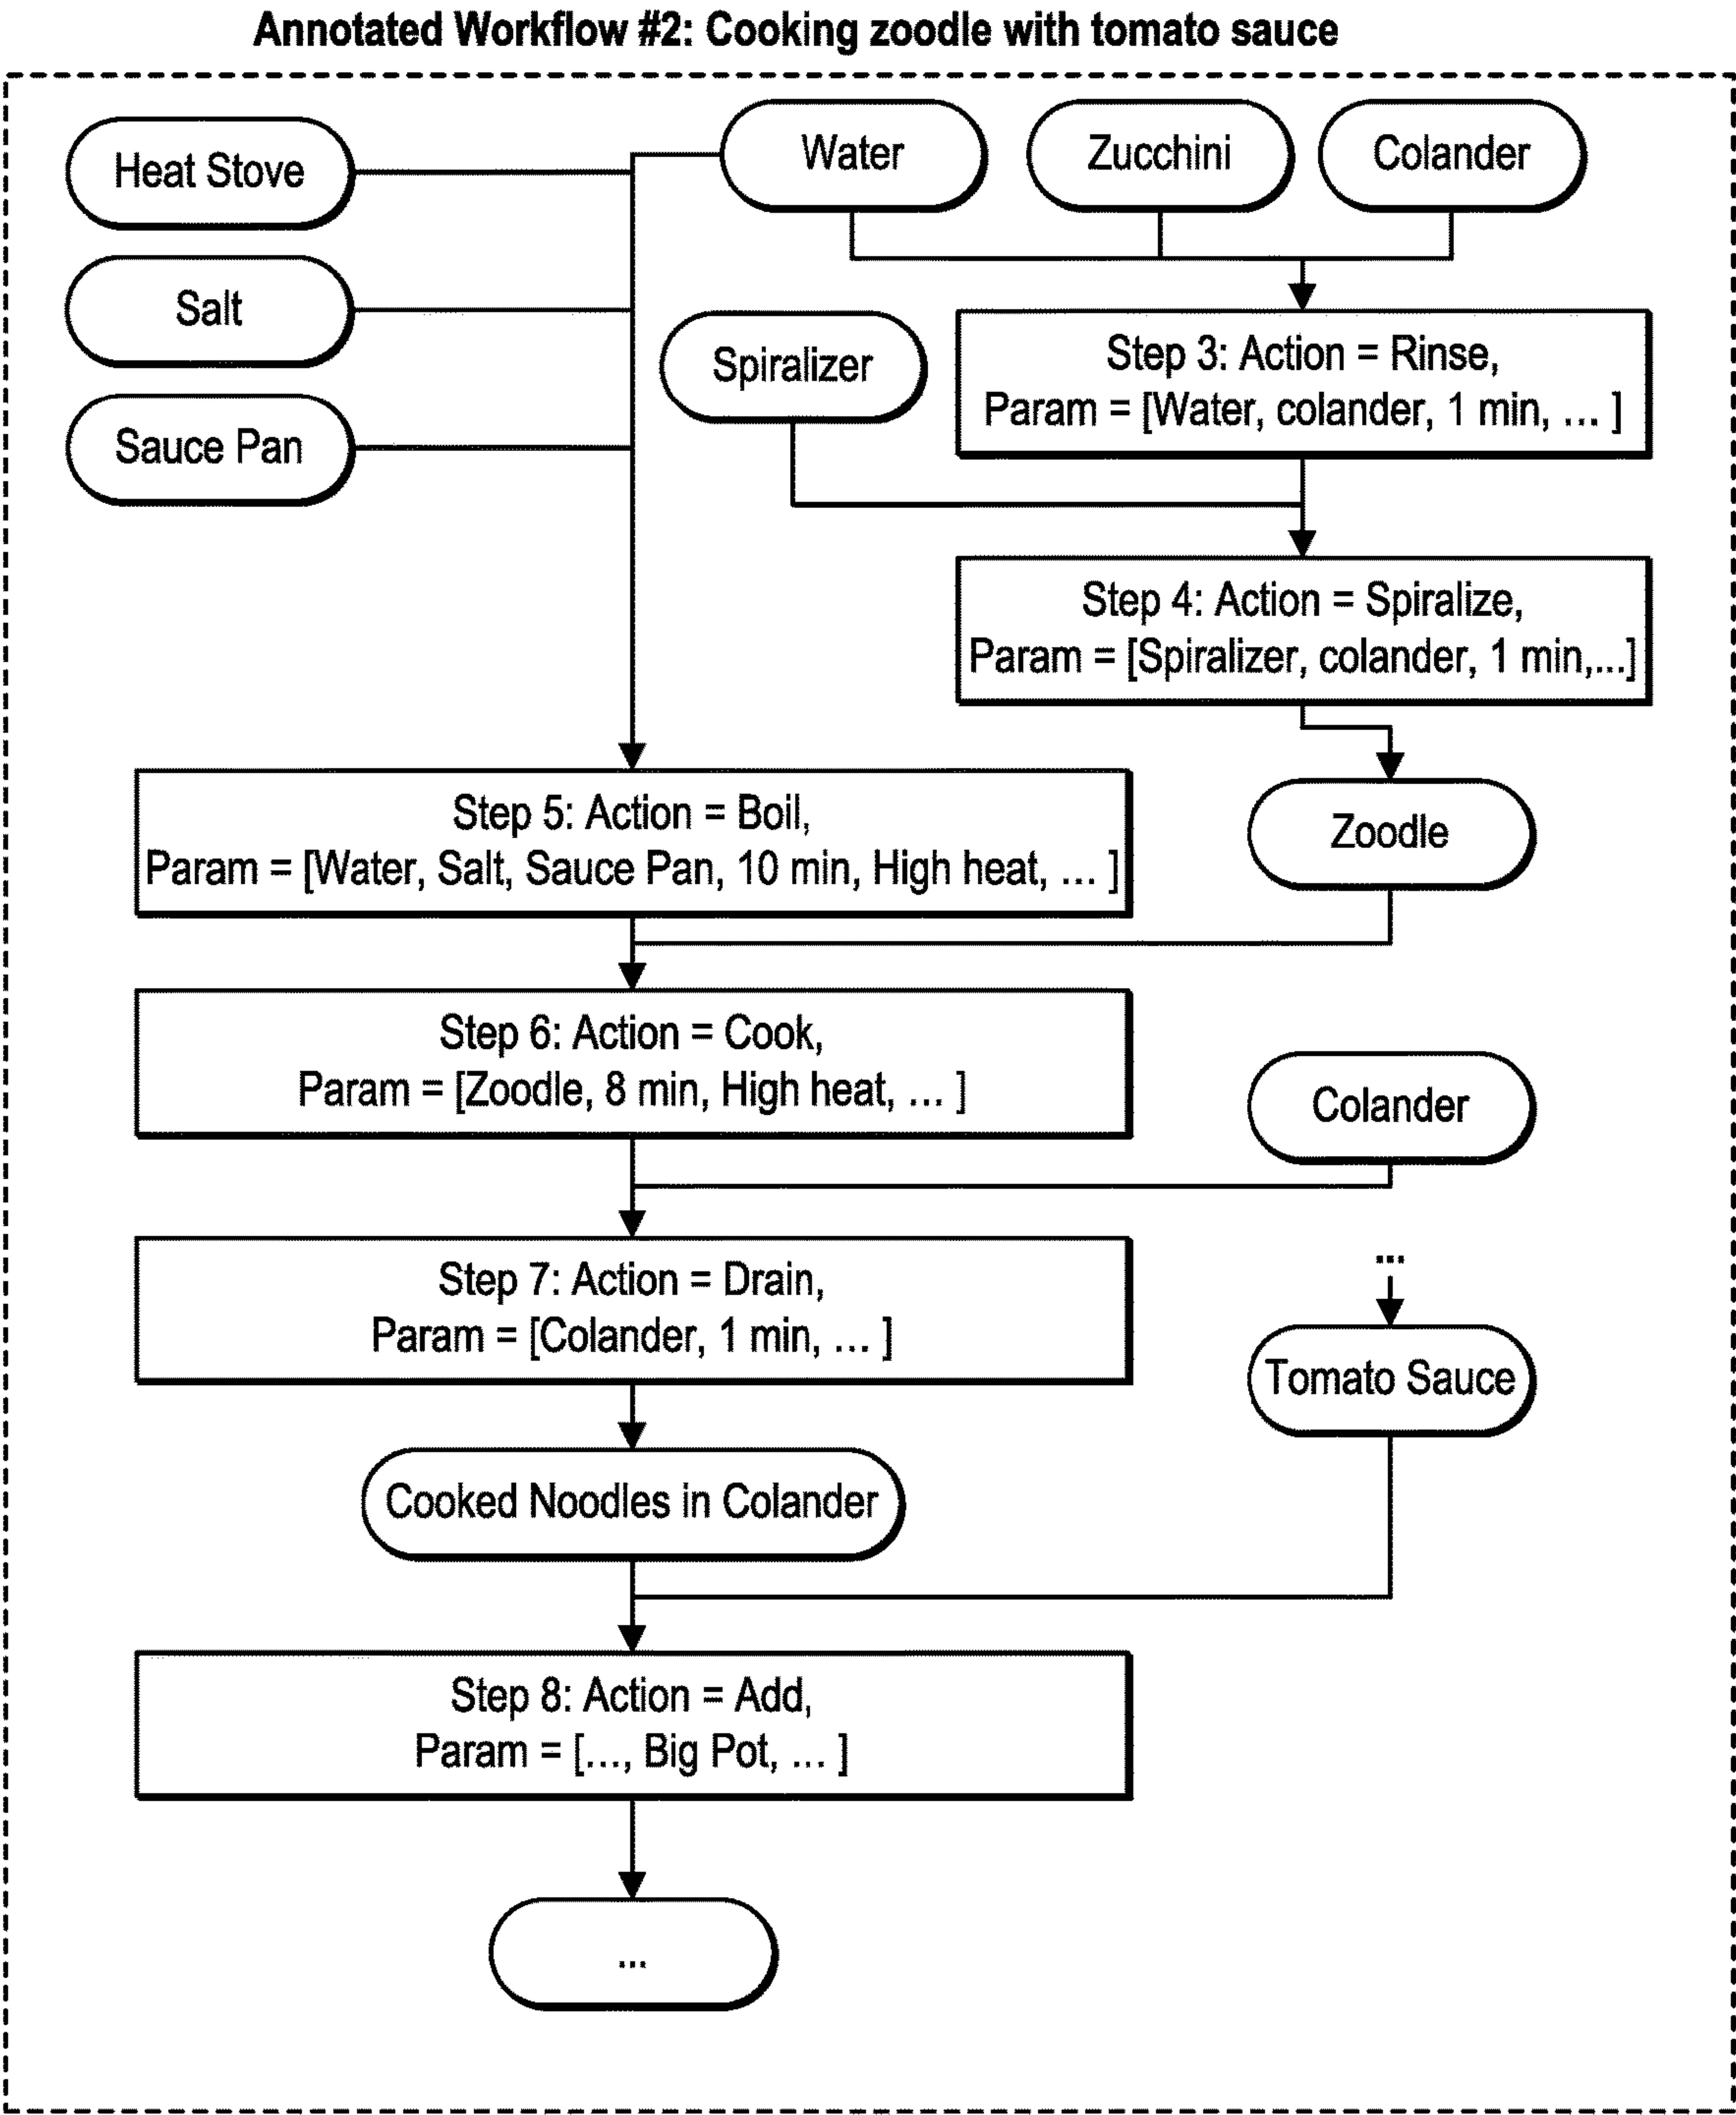 Annotated Workflow #2: Cooking zoodle with tomato sauce
Heat Stove
Water
Zucchini
Colander
Salt
Spiralizer
Step 3: Action = Rinse,
Param = [Water, colander, 1 min, ... ]
Sauce Pan
Step 4: Action = Spiralize,
Param = [Spiralizer, colander, 1 min,...]
Step 5: Action = Boil,
Param = [Water, Salt, Sauce Pan, 10 min, High heat, ... ]
Zoodle
Step 6: Action = Cook,
Param = [Zoodle, 8 min, High heat, ... ]
Colander
Step 7: Action = Drain,
Param = [Colander, 1 min, ... ]
...
Tomato Sauce
Cooked Noodles in Colander
Step 8: Action = Add,
Param = [..., Big Pot, ... ]
...